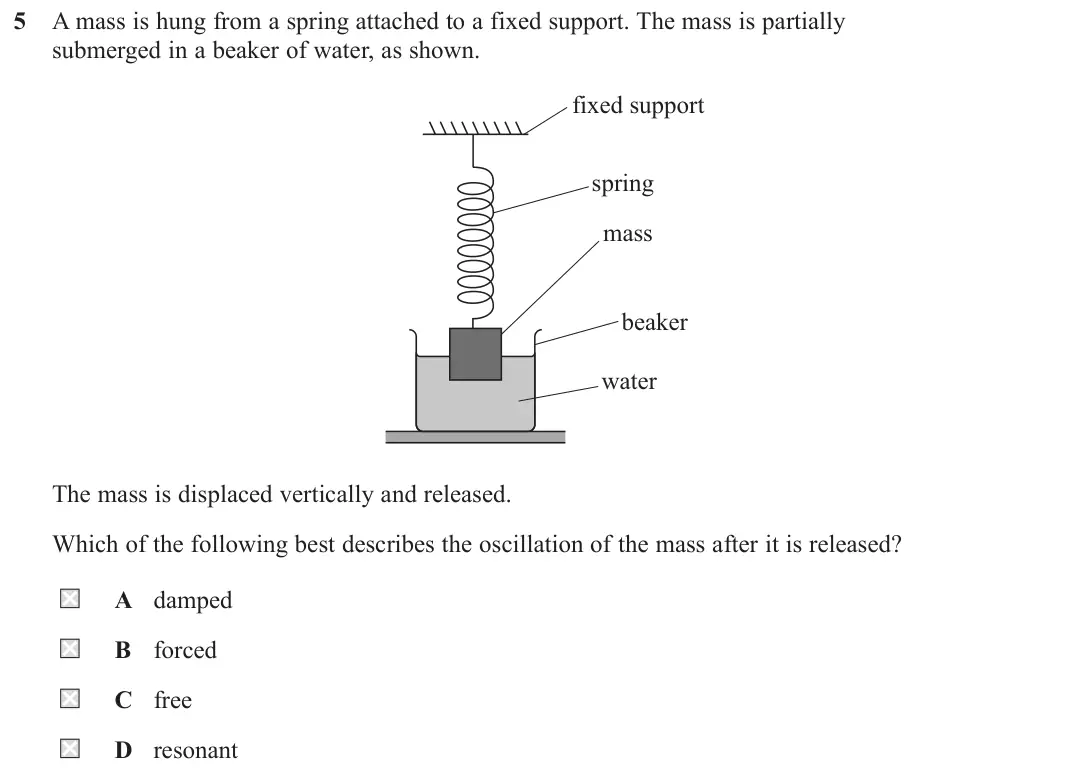 5 A mass is hung from a spring attached to a fixed support. The mass is partially
submerged in a beaker of water, as shown.
fixed support
spring
mass
beaker
water
The mass is displaced vertically and released.
Which of the following best describes the oscillation of the mass after it is released?
A damped
B forced
C free
D resonant